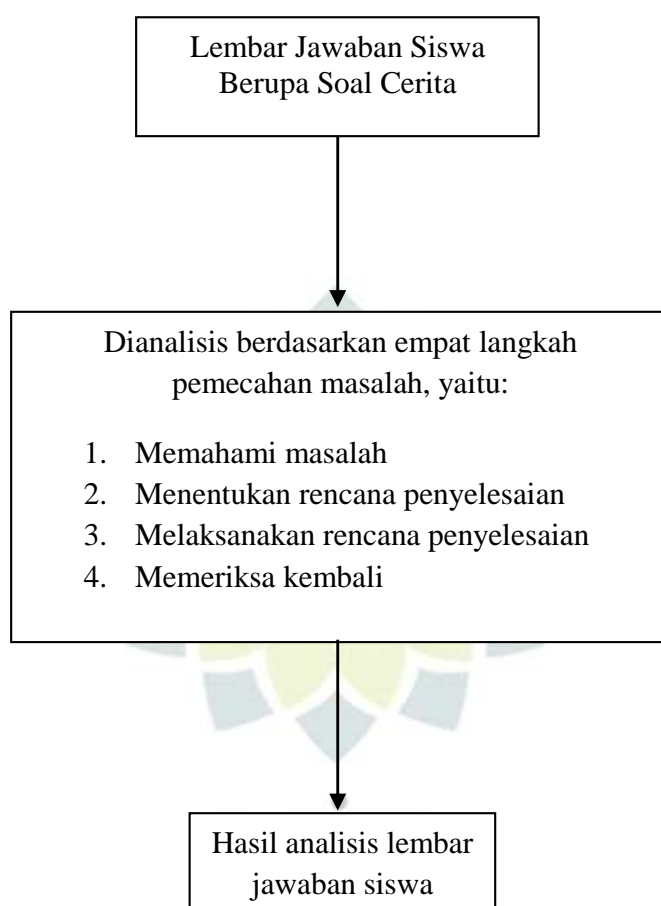 Lembar Jawaban Siswa
Berupa Soal Cerita
Dianalisis berdasarkan empat langkah
pemecahan masalah, yaitu:
1. Memahami masalah
2. Menentukan rencana penyelesaian
3. Melaksanakan rencana penyelesaian
4. Memeriksa kembali
Hasil analisis lembar
jawaban siswa